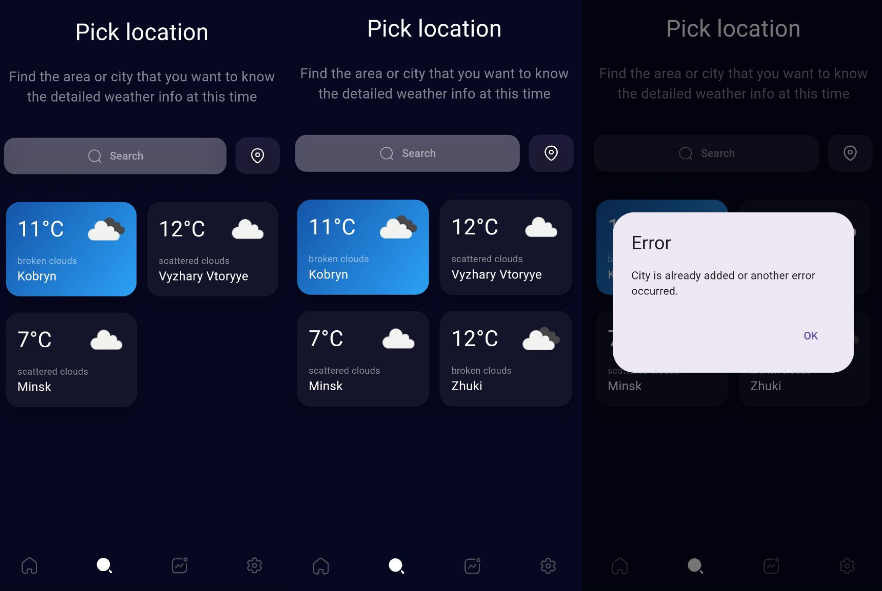 Pick location
Find the area or city that you want to know
the detailed weather info at this time
Search
11°C
broken clouds
Kobryn
12°C
scattered clouds
Vyzhary Vtoryye
7°C
scattered clouds
Minsk
Pick location
Find the area or city that you want to know
the detailed weather info at this time
Search
11°C
broken clouds
Kobryn
12°C
scattered clouds
Vyzhary Vtoryye
7°C
scattered clouds
Minsk
12°C
broken clouds
Zhuki
Pick location
Find the area or city that you want to know
the detailed weather info at this time
Search
Error
City is already added or another error
occurred.
OK
Minsk
Zhuki